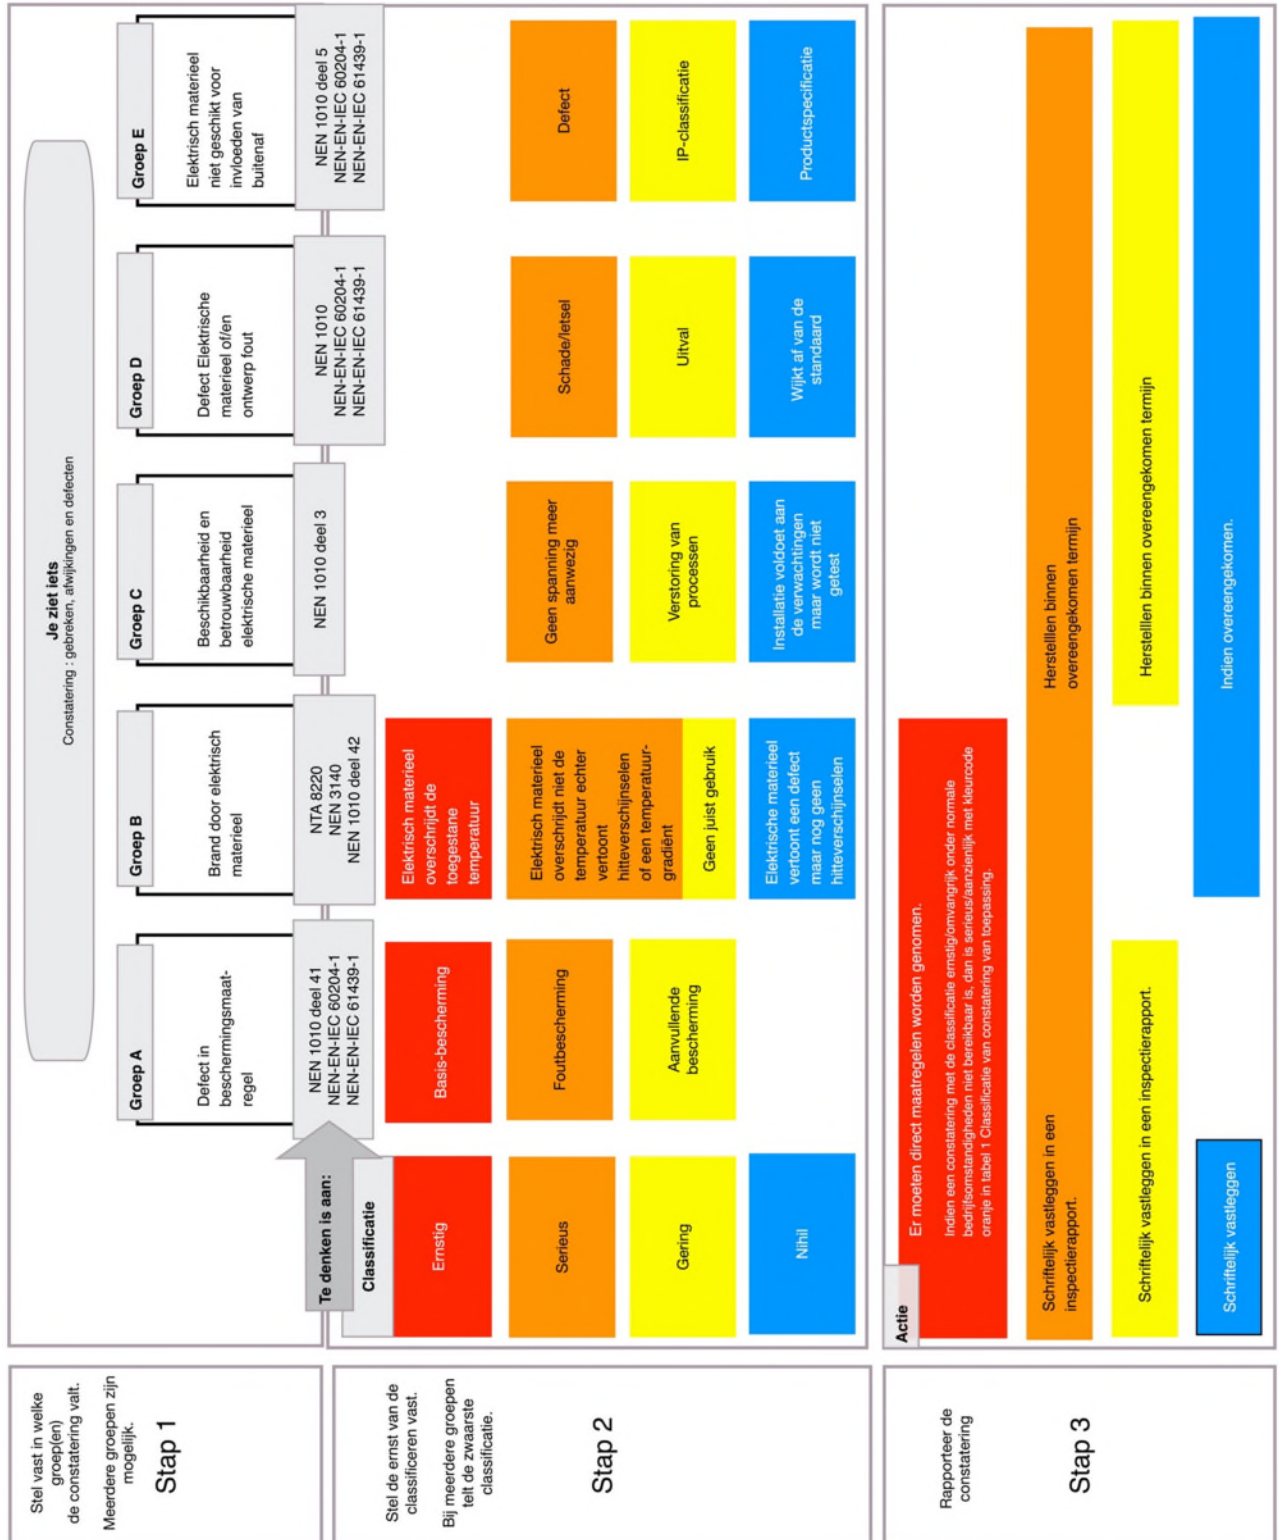 Je ziet iets
Constatering : gebreken, afwijkingen en defecten
Stel vast in welke
groep(en)
de constatering valt.
Meerdere groepen zijn
mogelijk.
Stap 1
Groep A
Defect in
beschermingsmaat-
regel
Groep B
Brand door elektrisch
materieel
Groep C
Beschikbaarheid en
betrouwbaarheid
elektrische materieel
Groep D
Defect Elektrische
materieel of/en
ontwerp fout
Groep E
Elektrisch materieel
niet geschikt voor
invloeden van
buitenaf
Te denken is aan:
NEN 1010 deel 41
NEN-EN-IEC 60204-1
NEN-EN-IEC 61439-1
NTA 8220
NEN 3140
NEN 1010 deel 42
NEN 1010 deel 3
NEN 1010
NEN-EN-IEC 60204-1
NEN-EN-IEC 61439-1
NEN 1010 deel 5
NEN-EN-IEC 60204-1
NEN-EN-IEC 61439-1
Stel de ernst van de
classificeren vast.
Bij meerdere groepen
telt de zwaarste
classificatie.
Stap 2
Classificatie
Ernstig
Basis-bescherming
Elektrisch materieel
overschrijdt de
toegestane
temperatuur
Serieus
Foutbescherming
Elektrisch materieel
overschrijdt niet de
temperatuur echter
vertoont
hitteverschijnselen
of een temperatuur-
gradiënt
Geen spanning meer
aanwezig
Schade/letsel
Defect
Gering
Aanvullende
bescherming
Geen juist gebruik
Verstoring van
processen
Uitval
IP-classificatie
Nihil
Elektrische materieel
vertoont een defect
maar nog geen
hitteverschijnselen
Installatie voldoet aan
de verwachtingen
maar wordt niet
getest
Wijkt af van de
standaard
Productspecificatie
Rapporteer de
constatering
Stap 3
Actie
Er moeten direct maatregelen worden genomen.
Indien een constatering met de classificatie ernstig/omvangrijk onder normale
bedrijfsomstandigheden niet bereikbaar is, dan is serieus/aanzienlijk met kleurcode
oranje in tabel 1 Classificatie van constatering van toepassing.
Schriftelijk vastleggen in een
inspectierapport.
Herstelllen binnen
overeengekomen termijn
Schriftelijk vastleggen in een inspectierapport.
Herstelllen binnen overeengekomen termijn
Schriftelijk vastleggen
Indien overeengekomen.